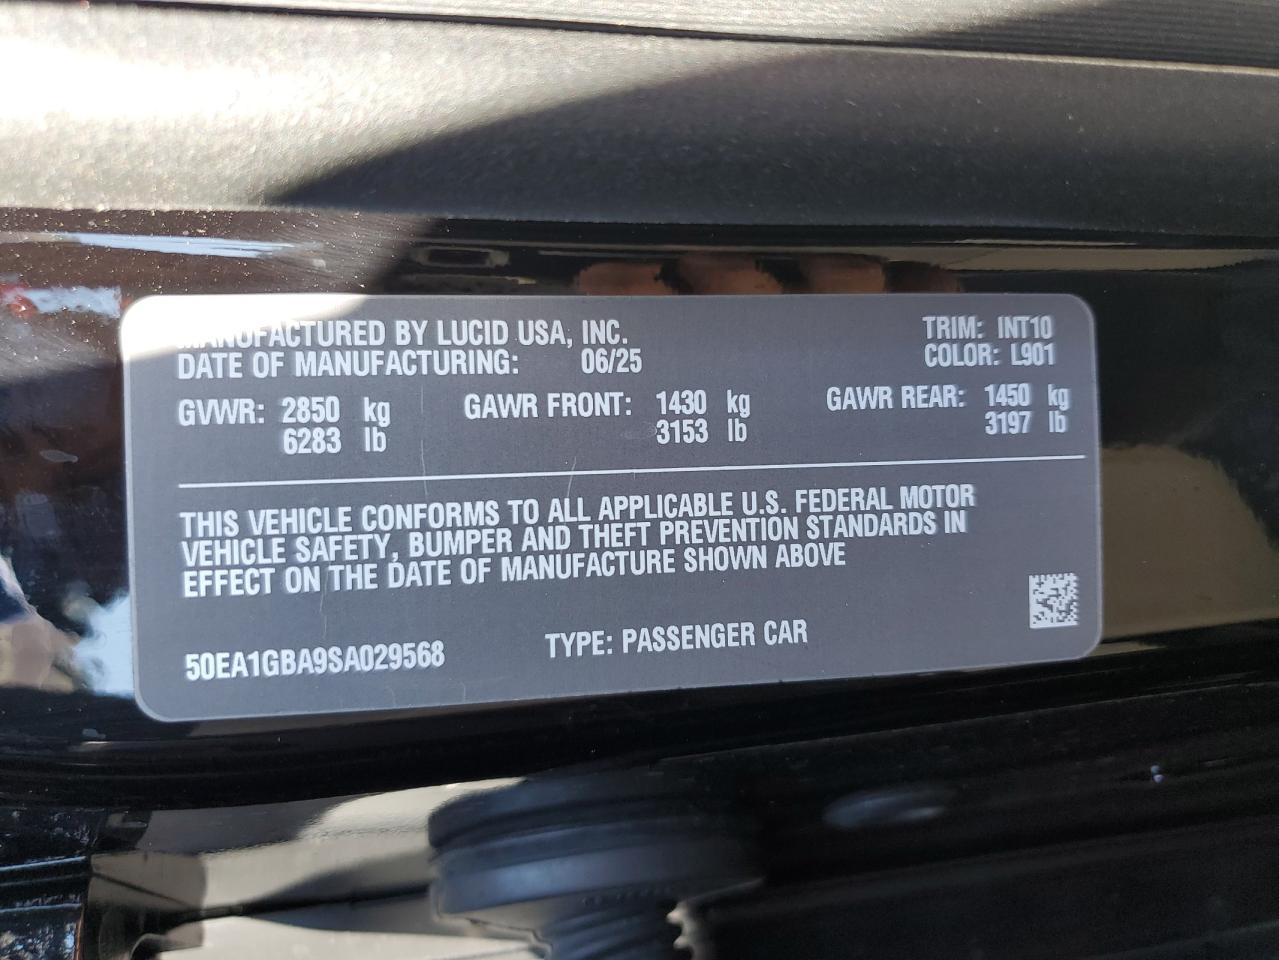 MANUFACTURED BY LUCID USA, INC. TRIM: INT10
DATE OF MANUFACTURING: 06/25 COLOR: L901
GVWR: 2850 kg GAWR FRONT: 1430 kg GAWR REAR: 1450 kg
6283 lb 3153 lb 3197 lb
THIS VEHICLE CONFORMS TO ALL APPLICABLE U.S. FEDERAL MOTOR
VEHICLE SAFETY, BUMPER AND THEFT PREVENTION STANDARDS IN
EFFECT ON THE DATE OF MANUFACTURE SHOWN ABOVE
50EA1GBA9SA029568 TYPE: PASSENGER CAR